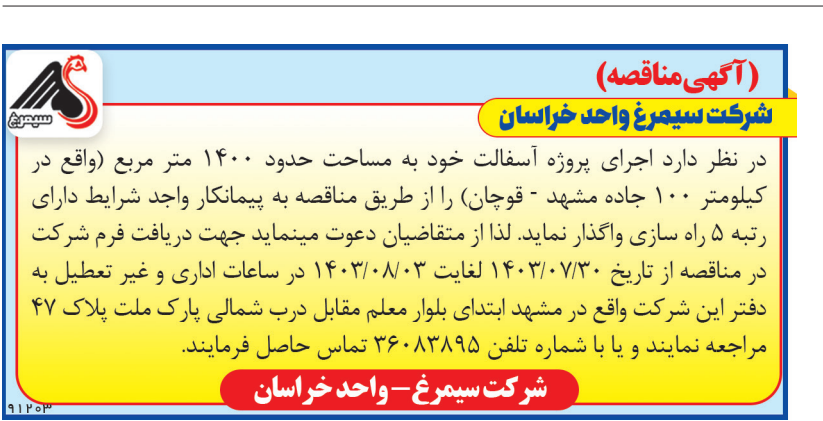 (آگهی مناقصه)
سیمرغ
شرکت سیمرغ واحد خراسان
در نظر دارد اجرای پروژه آسفالت خود به مساحت حدود ۱۴۰۰ متر مربع (واقع در
کیلومتر ۱۰۰ جاده مشهد - قوچان) را از طریق مناقصه به پیمانکار واجد شرایط دارای
رتبه ۵ راه سازی واگذار نماید. لذا از متقاضیان دعوت مینماید جهت دریافت فرم شرکت
در مناقصه از تاریخ ۱۴۰۳/۰۷/۳۰ لغایت ۱۴۰۳/۰۸/۰۳ در ساعات اداری و غیر تعطیل به
دفتر این شرکت واقع در مشهد ابتدای بلوار معلم مقابل درب شمالی پارک ملت پلاک ۴۷
مراجعه نمایند و یا با شماره تلفن ۳۶۰۸۳۸۹۵ تماس حاصل فرمایند.
شرکت سیمرغ – واحد خراسان
۹۱۲۰۳